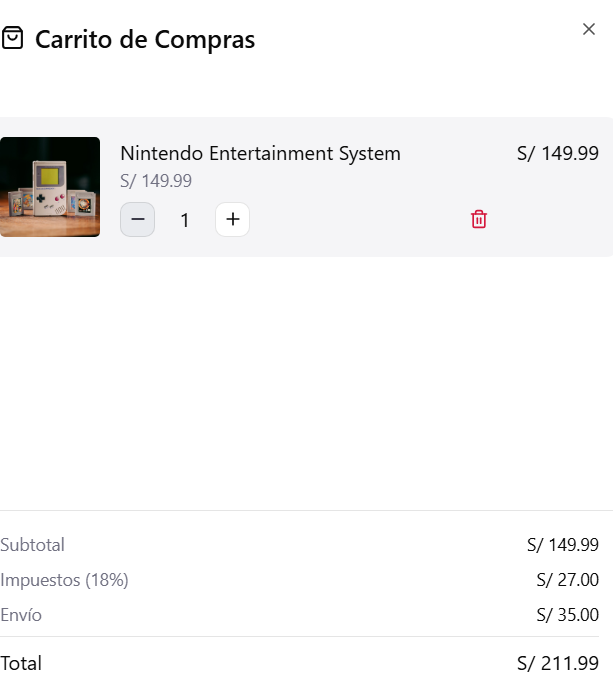 Carrito de Compras
Nintendo Entertainment System S/ 149.99
S/ 149.99
1
Subtotal S/ 149.99
Impuestos (18%) S/ 27.00
Envío S/ 35.00
Total S/ 211.99